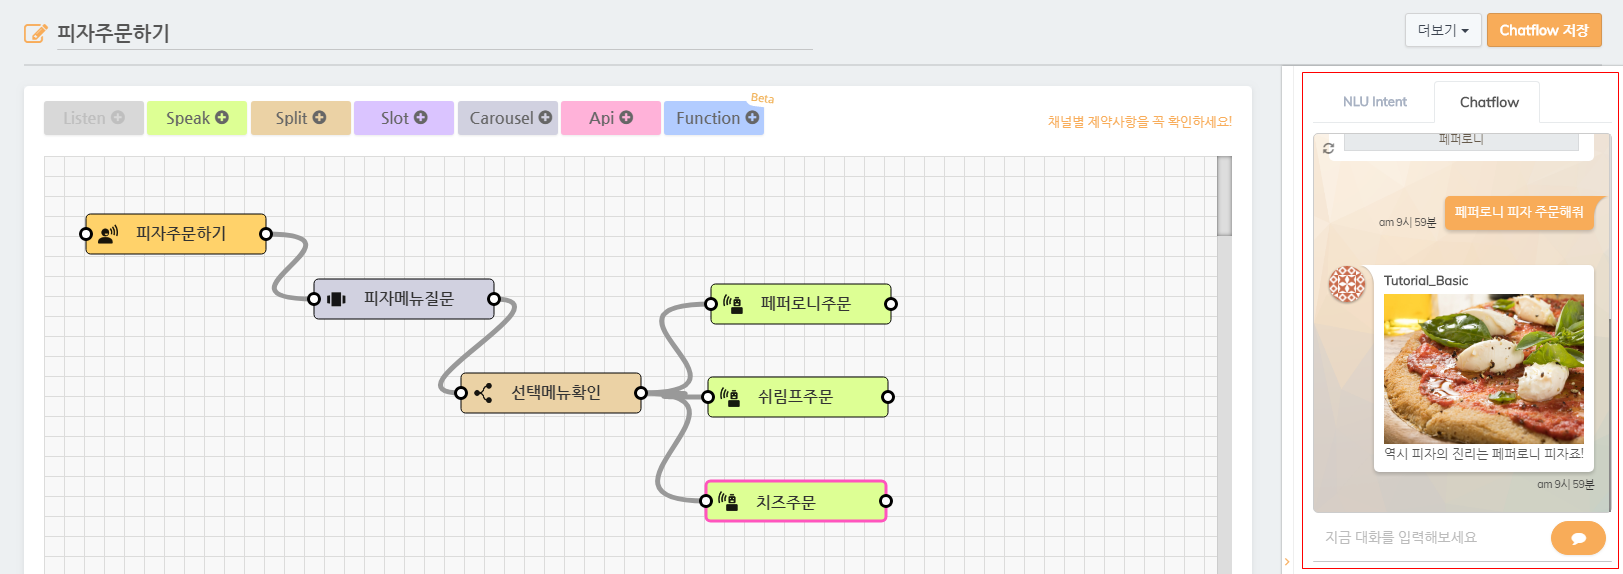 피자주문하기
더보기
Chatflow 저장
Listen
Speak
Split
Slot
Carousel
Api
Function
Beta
채널별 제약사항을 꼭 확인하세요!
피자주문하기
피자메뉴질문
선택메뉴확인
페퍼로니주문
쉬림프주문
치즈주문
NLU Intent
Chatflow
페퍼로니
페퍼로니 피자 주문해줘
am 9시 59분
Tutorial_Basic
역시 피자의 진리는 페퍼로니 피자죠!
am 9시 59분
지금 대화를 입력해보세요